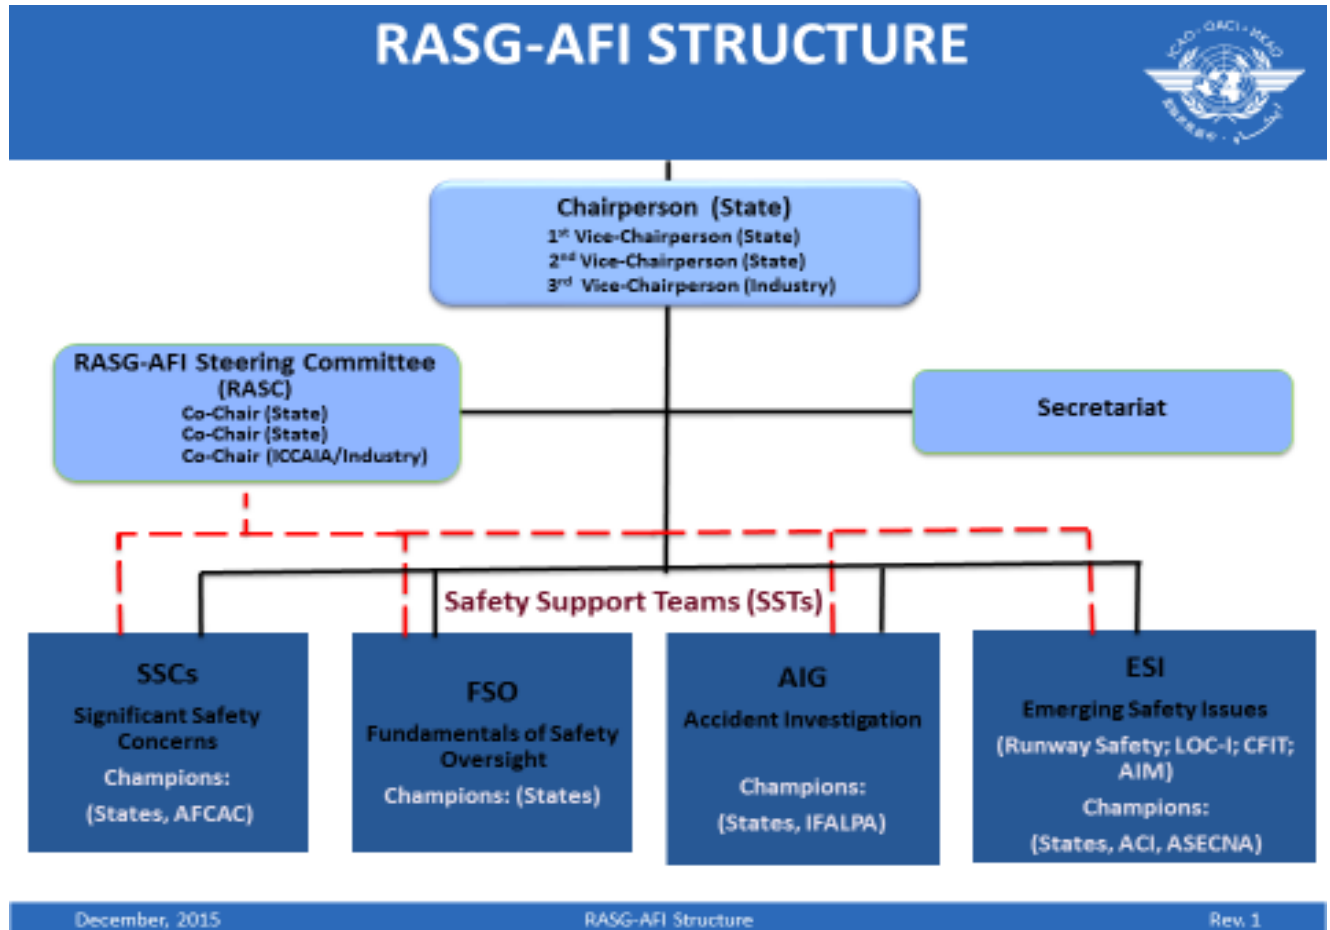 RASG-AFI STRUCTURE
ICAO · OACI · ИКАО
Chairperson (State)
1st Vice-Chairperson (State)
2nd Vice-Chairperson (State)
3rd Vice-Chairperson (Industry)
RASG-AFI Steering Committee
(RASC)
Co-Chair (State)
Co-Chair (State)
Co-Chair (ICCAIA/Industry)
Secretariat
Safety Support Teams (SSTs)
SSCs
Significant Safety
Concerns
Champions:
(States, AFCAC)
FSO
Fundamentals of Safety
Oversight
Champions: (States)
AIG
Accident Investigation
Champions:
(States, IFALPA)
ESI
Emerging Safety Issues
(Runway Safety; LOC-I; CFIT;
AIM)
Champions:
(States, ACI, ASECNA)
December, 2015
RASG-AFI Structure
Rev. 1